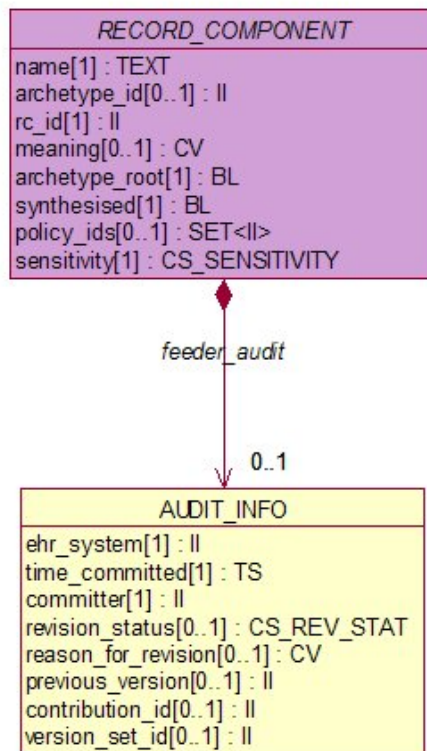 RECORD_COMPONENT
name[1] : TEXT
archetype_id[0..1] : II
rc_id[1] : II
meaning[0..1] : CV
archetype_root[1] : BL
synthesised[1] : BL
policy_ids[0..1] : SET<II>
sensitivity[1] : CS_SENSITIVITY
feeder_audit
0..1
AUDIT_INFO
ehr_system[1] : II
time_committed[1] : TS
committer[1] : II
revision_status[0..1] : CS_REV_STAT
reason_for_revision[0..1] : CV
previous_version[0..1] : II
contribution_id[0..1] : II
version_set_id[0..1] : II